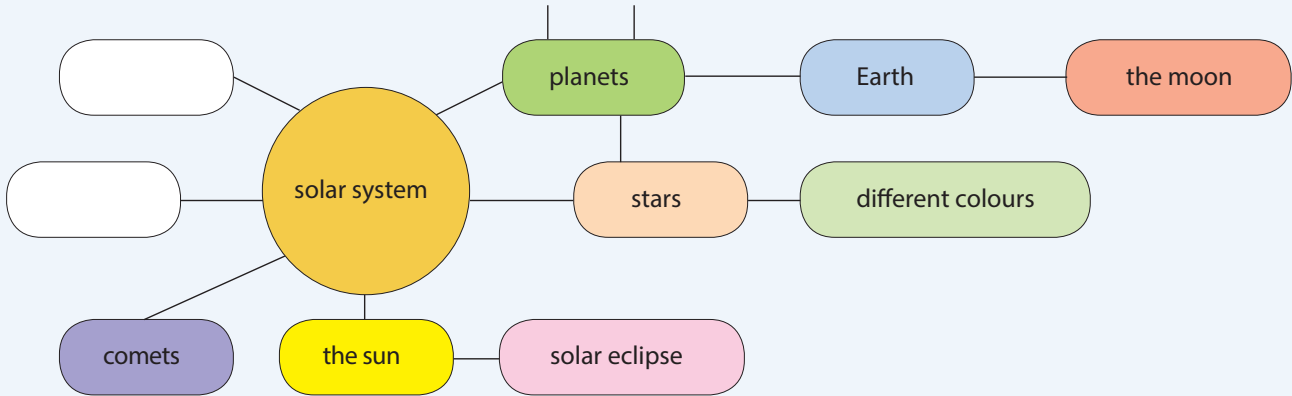 planets
Earth
the moon
solar system
stars
different colours
comets
the sun
solar eclipse